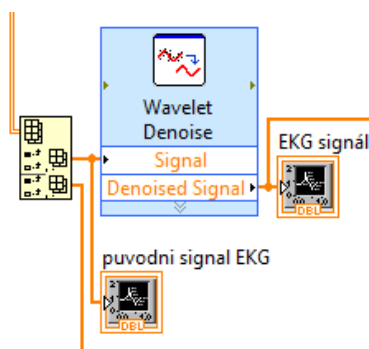 Wavelet
Denoise
Signal
Denoised Signal
EKG signál
DBL
puvodni signal EKG
DBL